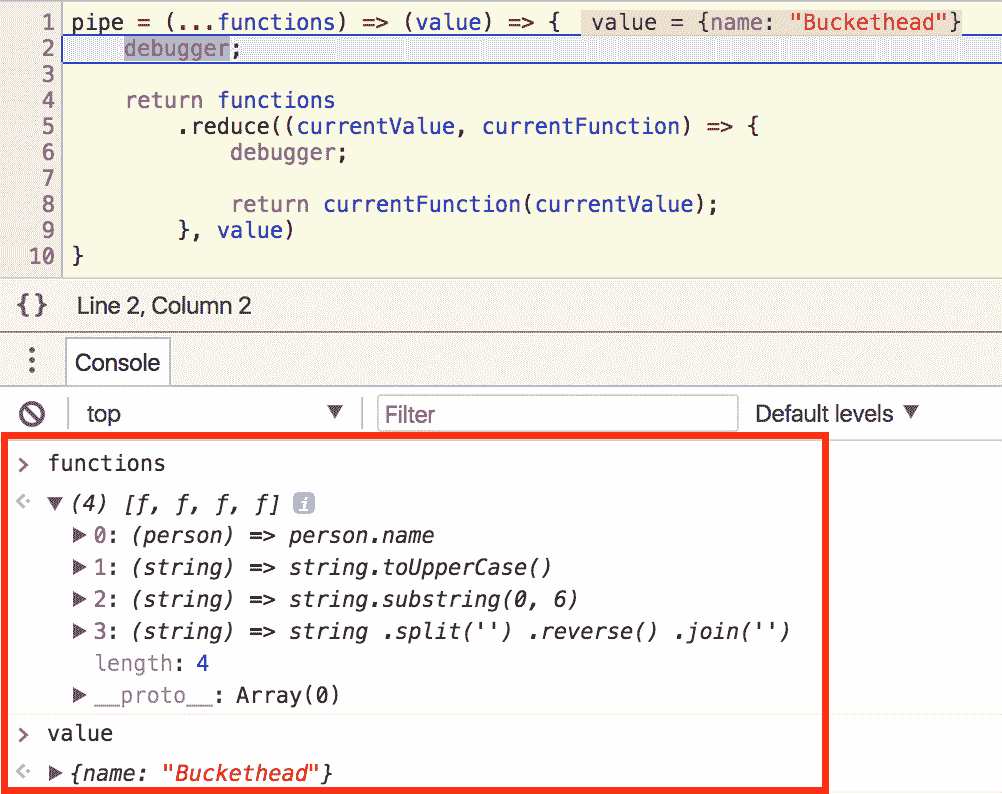 1 pipe = (...functions) => (value) => { value = {name: "Buckethead"}
2 debugger;
3
4 return functions
5 .reduce((currentValue, currentFunction) => {
6 debugger;
7
8 return currentFunction(currentValue);
9 }, value)
10 }
{} Line 2, Column 2
Console
top ▼ Filter Default levels ▼
> functions
▼ (4) [f, f, f, f] i
▶ 0: (person) => person.name
▶ 1: (string) => string.toUpperCase()
▶ 2: (string) => string.substring(0, 6)
▶ 3: (string) => string .split('') .reverse() .join('')
length: 4
▶ __proto__: Array(0)
> value
▶ {name: "Buckethead"}